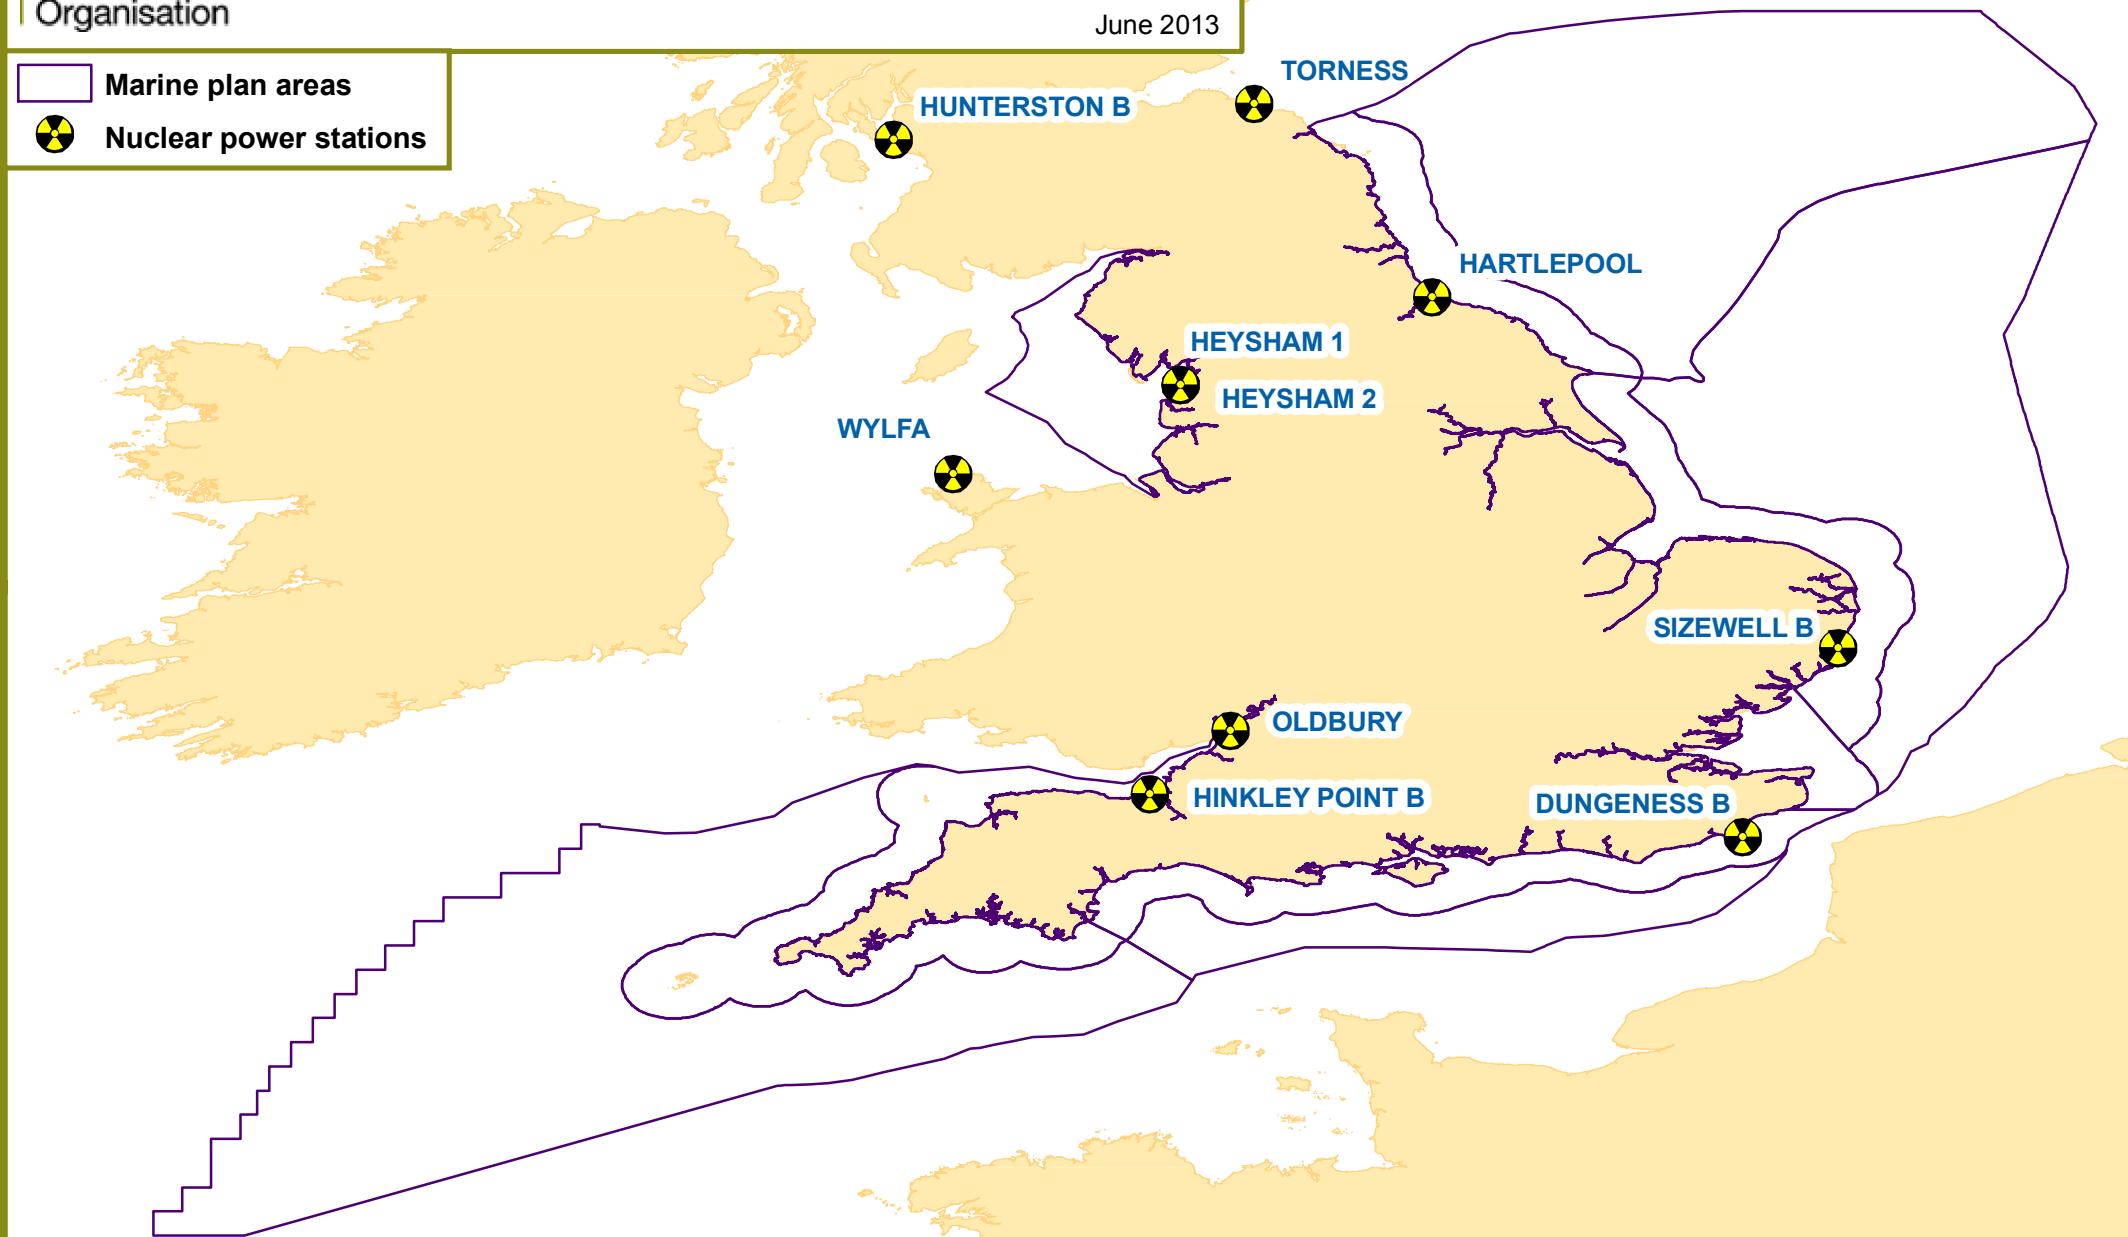 Organisation
June 2013
Marine plan areas
Nuclear power stations
TORNESS
HUNTERSTON B
HARTLEPOOL
HEYSHAM 1
HEYSHAM 2
WYLFA
SIZEWELL B
OLDBURY
HINKLEY POINT B
DUNGENESS B